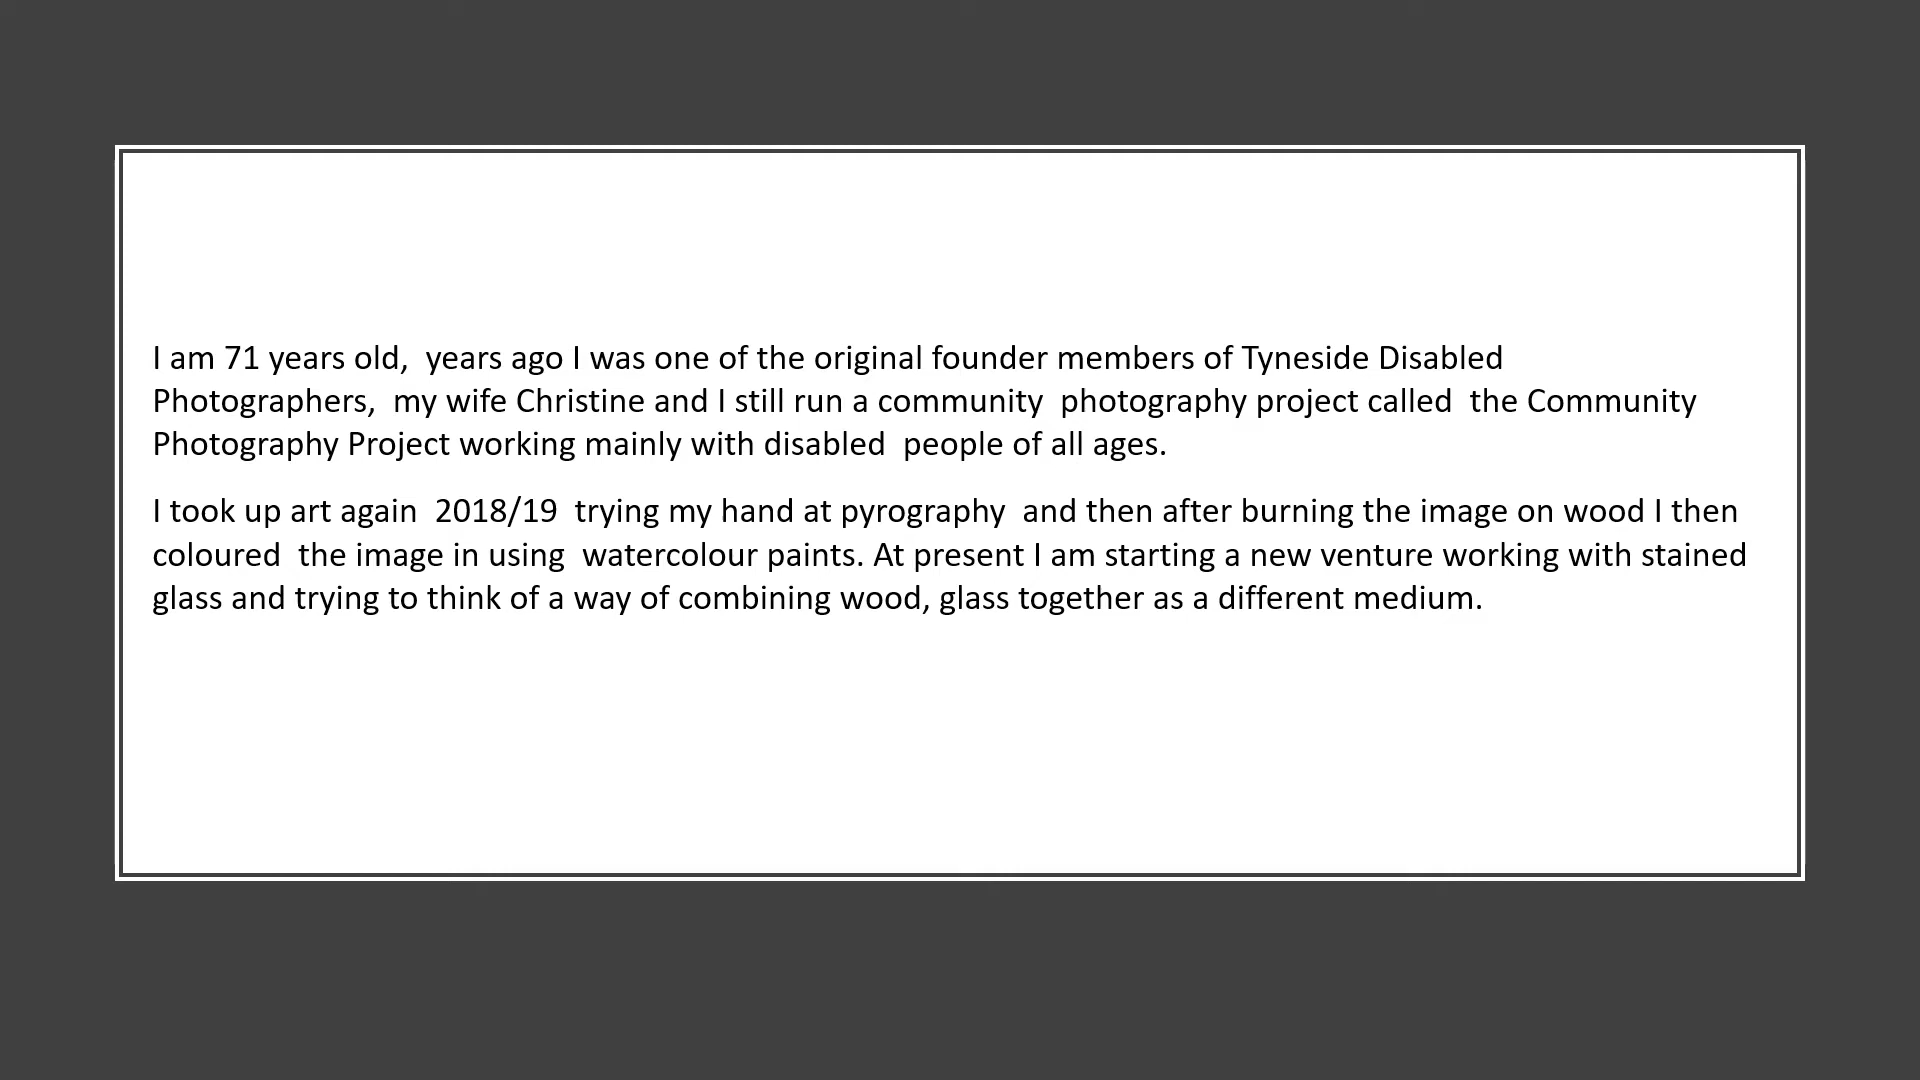 I am 71 years old,  years ago I was one of the original founder members of Tyneside Disabled
Photographers,  my wife Christine and I still run a community  photography project called  the Community
Photography Project working mainly with disabled  people of all ages.
I took up art again  2018/19  trying my hand at pyrography  and then after burning the image on wood I then
coloured  the image in using  watercolour paints. At present I am starting a new venture working with stained
glass and trying to think of a way of combining wood, glass together as a different medium.